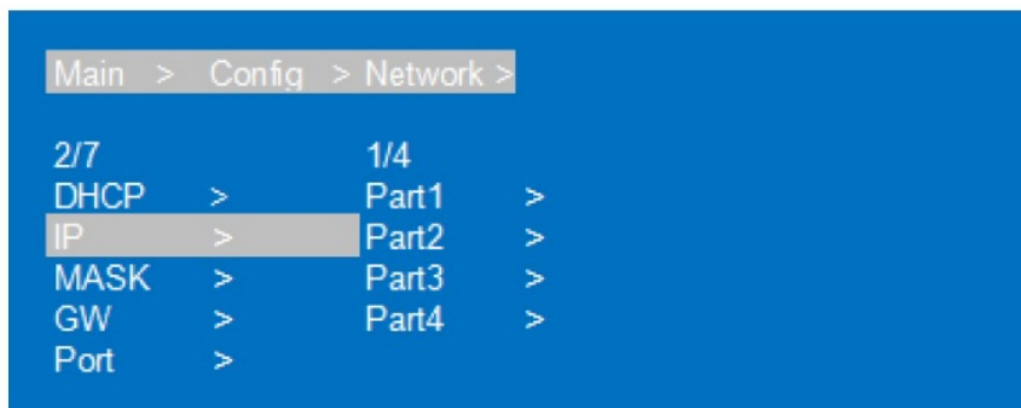 Main > Config > Network >
2/7 1/4
DHCP > Part1 >
IP > Part2 >
MASK > Part3 >
GW > Part4 >
Port >